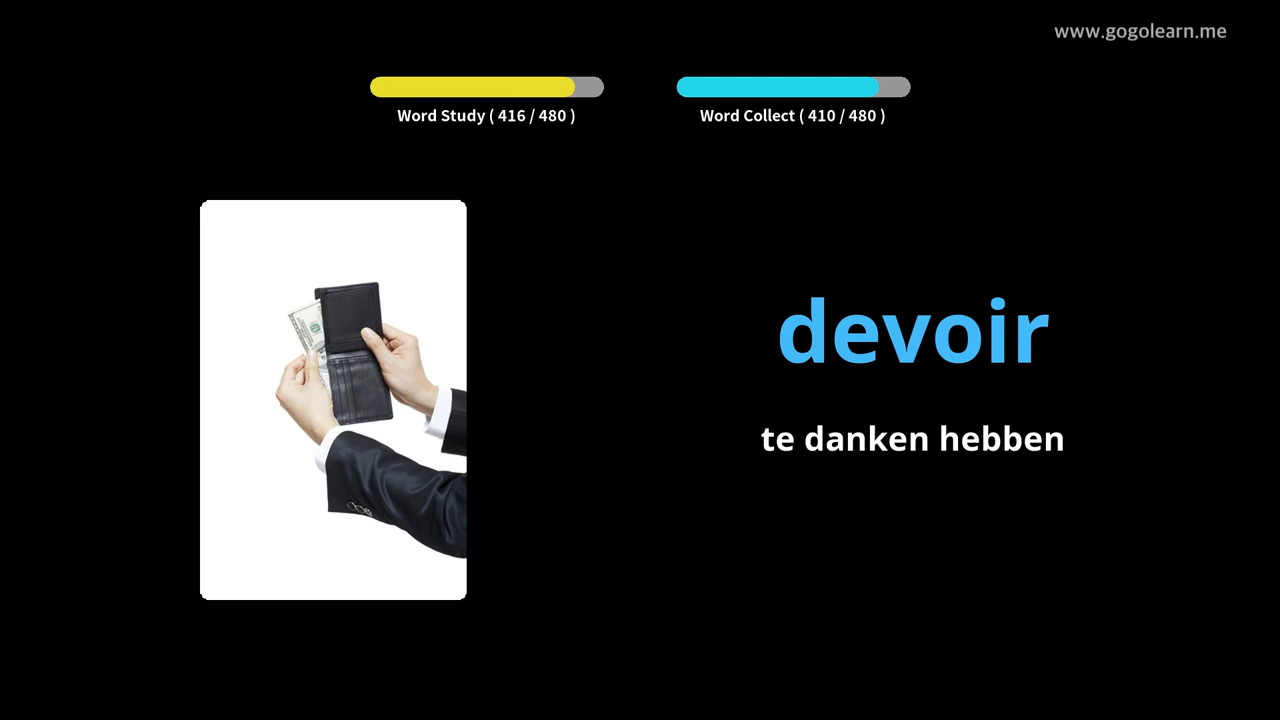 www.gogolearn.me
Word Study ( 416 / 480 )
Word Collect ( 410 / 480 )
devoir
te danken hebben